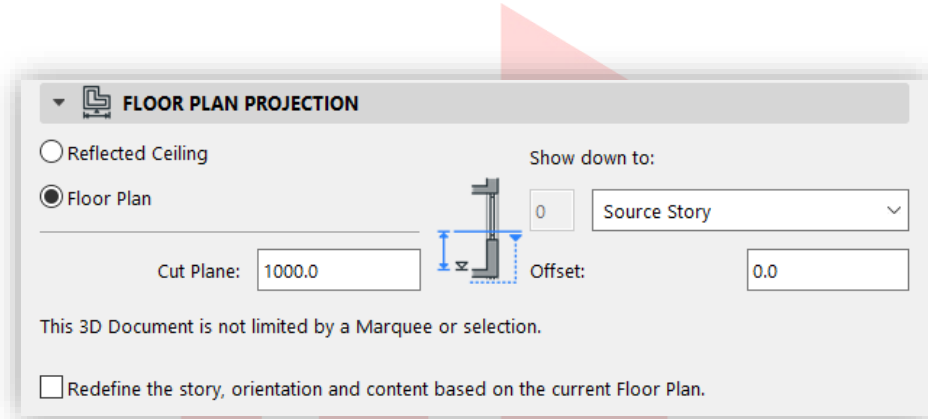 FLOOR PLAN PROJECTION
Reflected Ceiling
Show down to:
Floor Plan
0
Source Story
Cut Plane:
1000.0
Offset:
0.0
This 3D Document is not limited by a Marquee or selection.
Redefine the story, orientation and content based on the current Floor Plan.